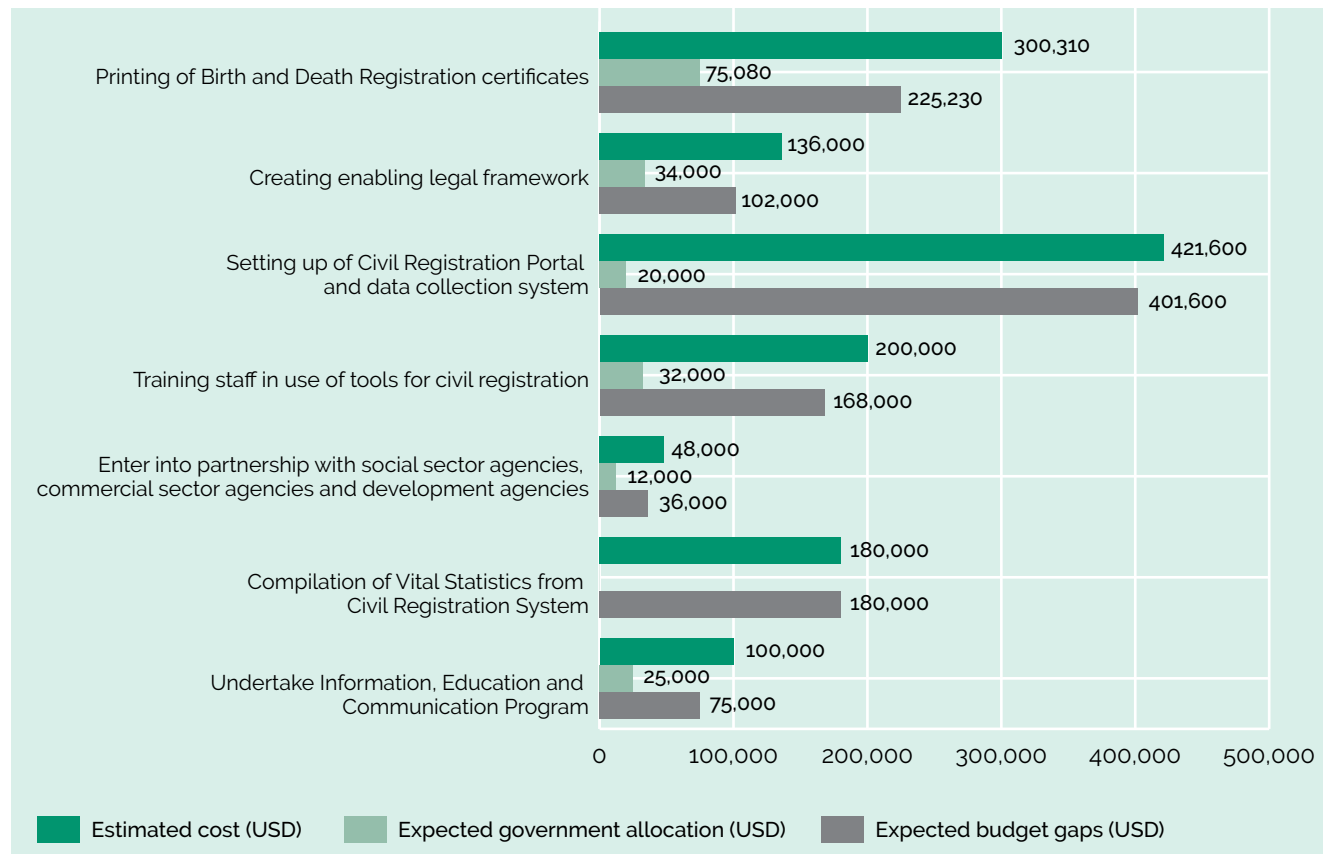 300,310
Printing of Birth and Death Registration certificates
75,080
225,230
136,000
Creating enabling legal framework
34,000
102,000
421,600
Setting up of Civil Registration Portal
and data collection system
20,000
401,600
200,000
Training staff in use of tools for civil registration
32,000
168,000
48,000
Enter into partnership with social sector agencies,
commercial sector agencies and development agencies
12,000
36,000
180,000
Compilation of Vital Statistics from
Civil Registration System
180,000
100,000
Undertake Information, Education and
Communication Program
25,000
75,000
0 100,000 200,000 300,000 400,000 500,000
Estimated cost (USD) Expected government allocation (USD) Expected budget gaps (USD)